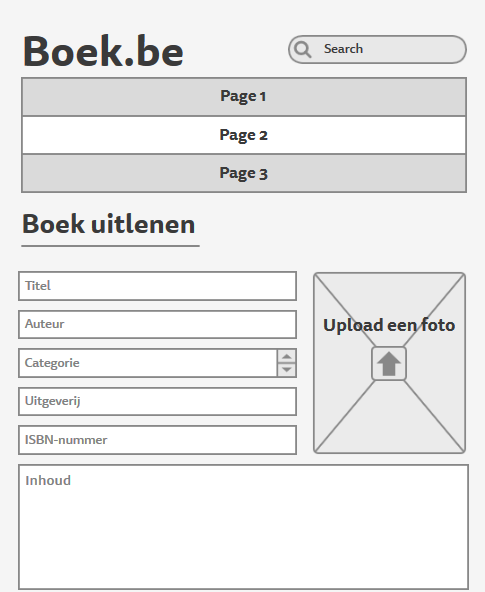 Boek.be
Search
Page 1
Page 2
Page 3
Boek uitlenen
Titel
Auteur
Categorie
Uitgeverij
ISBN-nummer
Upload een foto
Inhoud